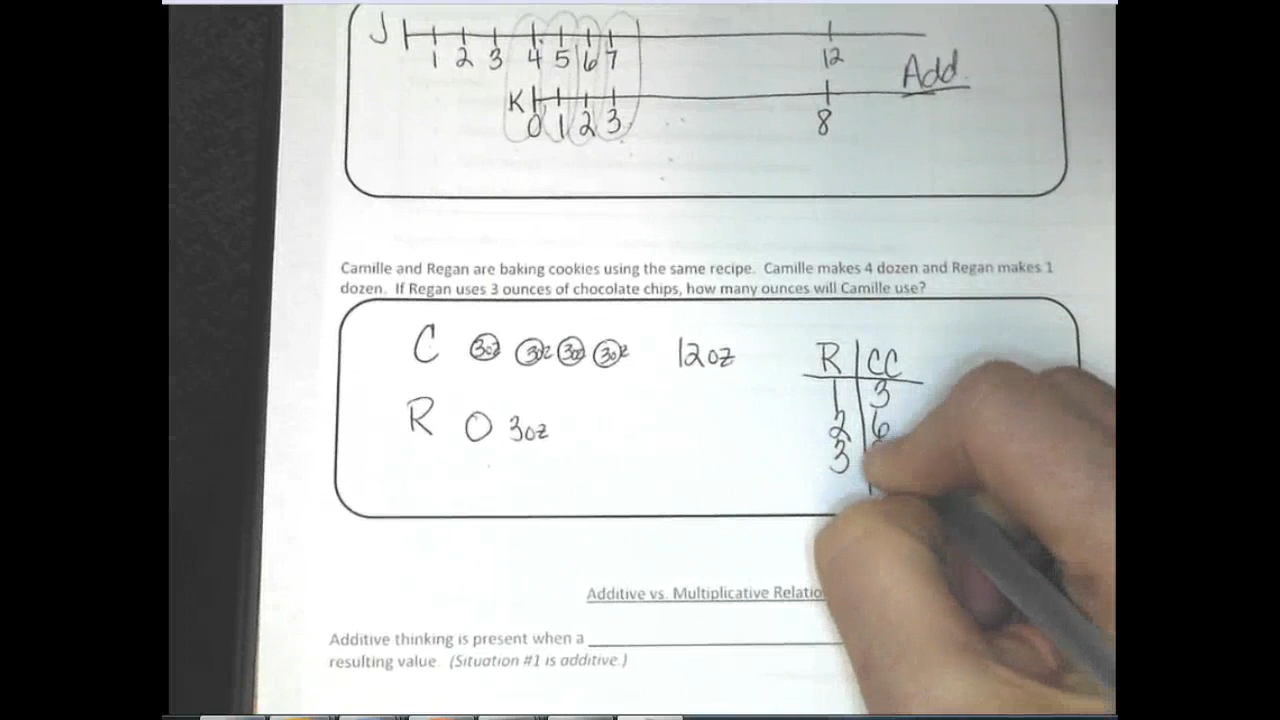 J
1 2 3 4 5 6 7 12
Add
K
0 1 2 3 8
Camille and Regan are baking cookies using the same recipe. Camille makes 4 dozen and Regan makes 1
dozen. If Regan uses 3 ounces of chocolate chips, how many ounces will Camille use?
C 3oz 3oz 3oz 3oz 12oz
R 3oz
R CC
1 3
2 6
3
Additive vs. Multiplicative
Additive thinking is present when a
resulting value. (Situation #1 is additive.)